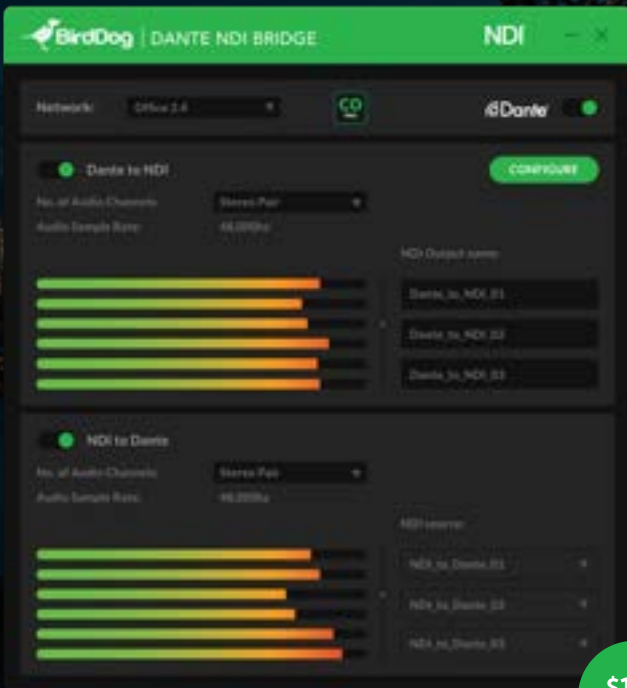 BirdDog | DANTE NDI BRIDGE NDI
Network: Office 2.4 Dante
Dante to NDI CONFIGURE
No. of Audio Channels: Stereo Pair
Audio Sample Rate: 48,000hz
NDI Output name:
Dante_to_NDI_01
Dante_to_NDI_02
Dante_to_NDI_03
NDI to Dante
No. of Audio Channels: Stereo Pair
Audio Sample Rate: 48,000hz
NDI source:
NDI_to_Dante_01
NDI_to_Dante_02
NDI_to_Dante_03